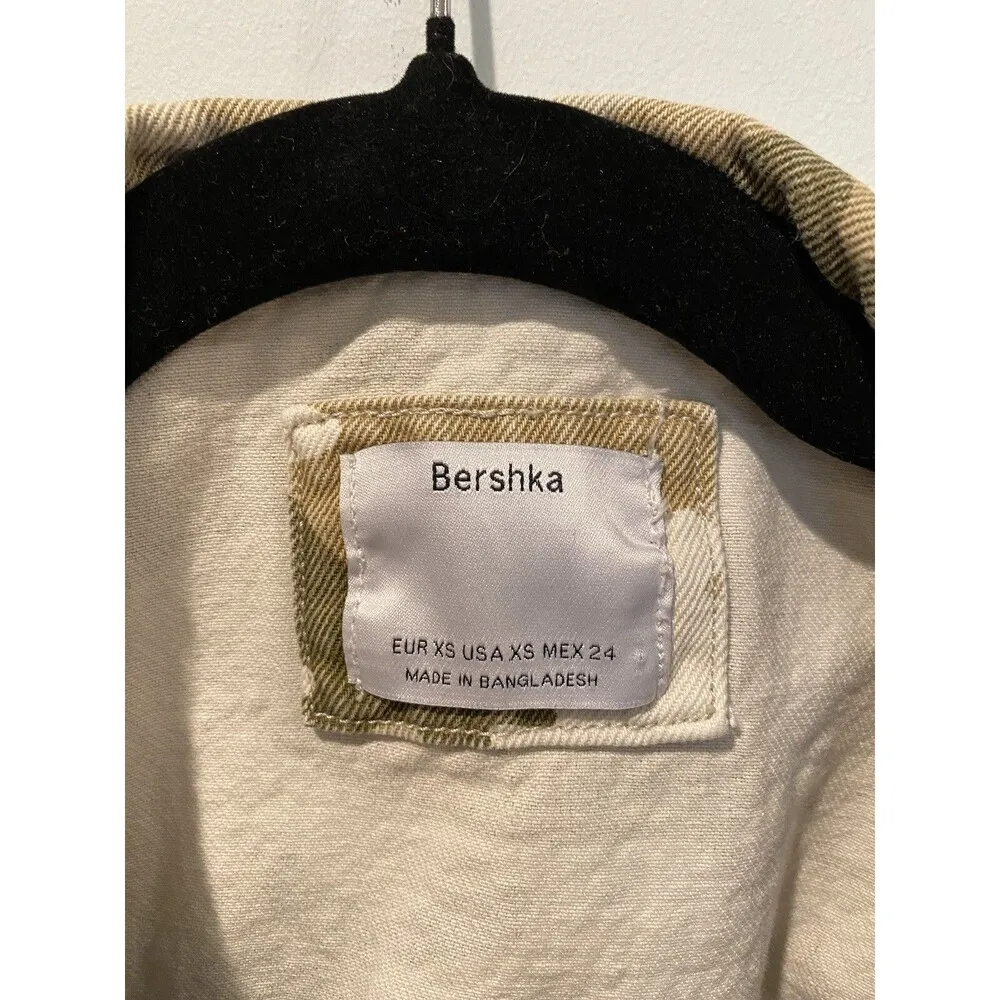 Bershka
EUR XS USA XS MEX 24
MADE IN BANGLADESH